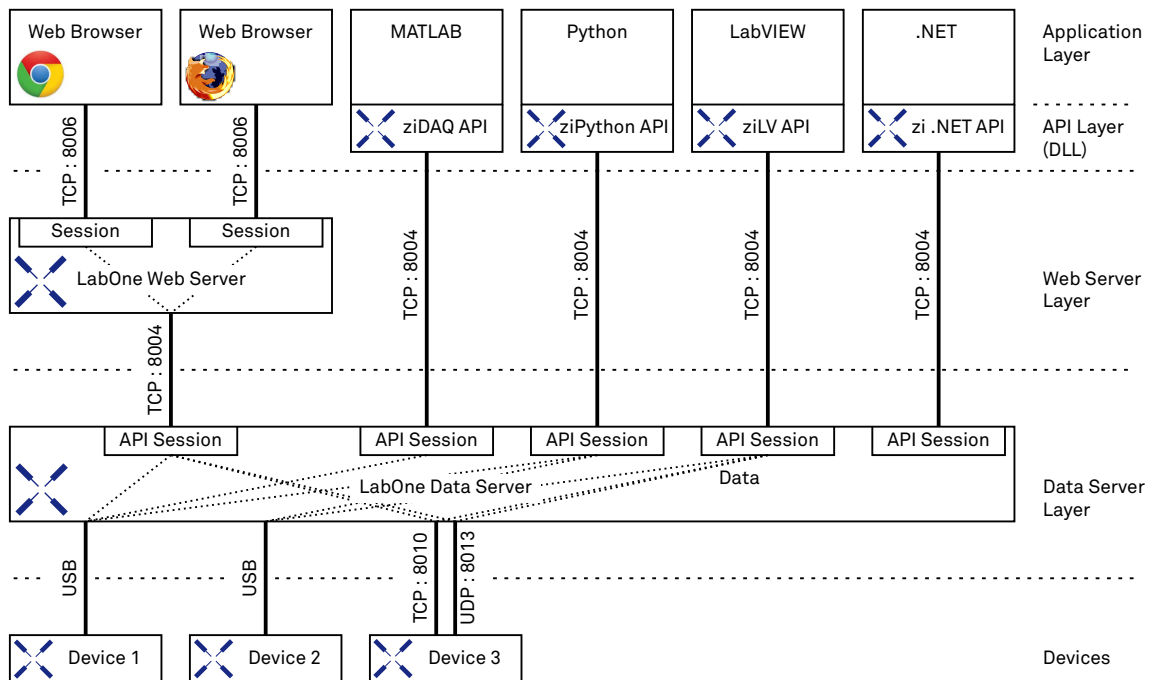 Web Browser
Web Browser
MATLAB
Python
LabVIEW
.NET
Application
Layer
ziDAQ API
ziPython API
ziLV API
zi .NET API
API Layer
(DLL)
TCP : 8006
TCP : 8006
Session
Session
LabOne Web Server
TCP : 8004
TCP : 8004
TCP : 8004
TCP : 8004
Web Server
Layer
TCP : 8004
API Session
API Session
API Session
API Session
API Session
LabOne Data Server
Data
Data Server
Layer
USB
USB
TCP : 8010
UDP : 8013
Device 1
Device 2
Device 3
Devices